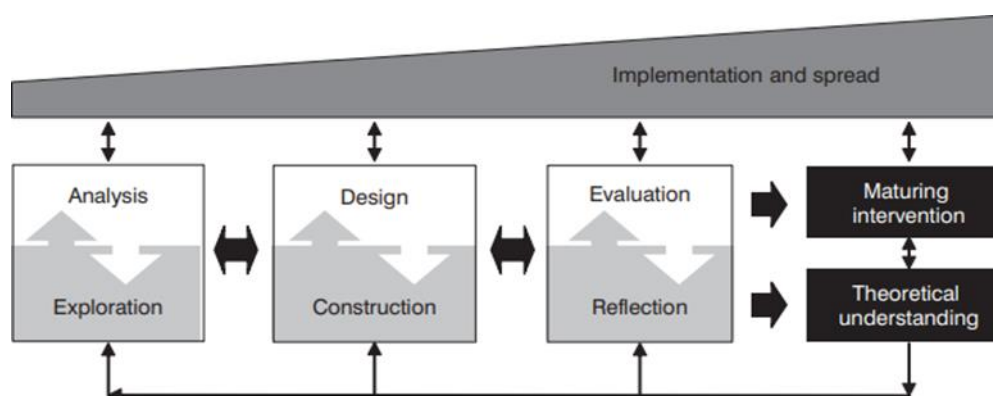 Implementation and spread
Analysis
Exploration
Design
Construction
Evaluation
Reflection
Maturing
intervention
Theoretical
understanding